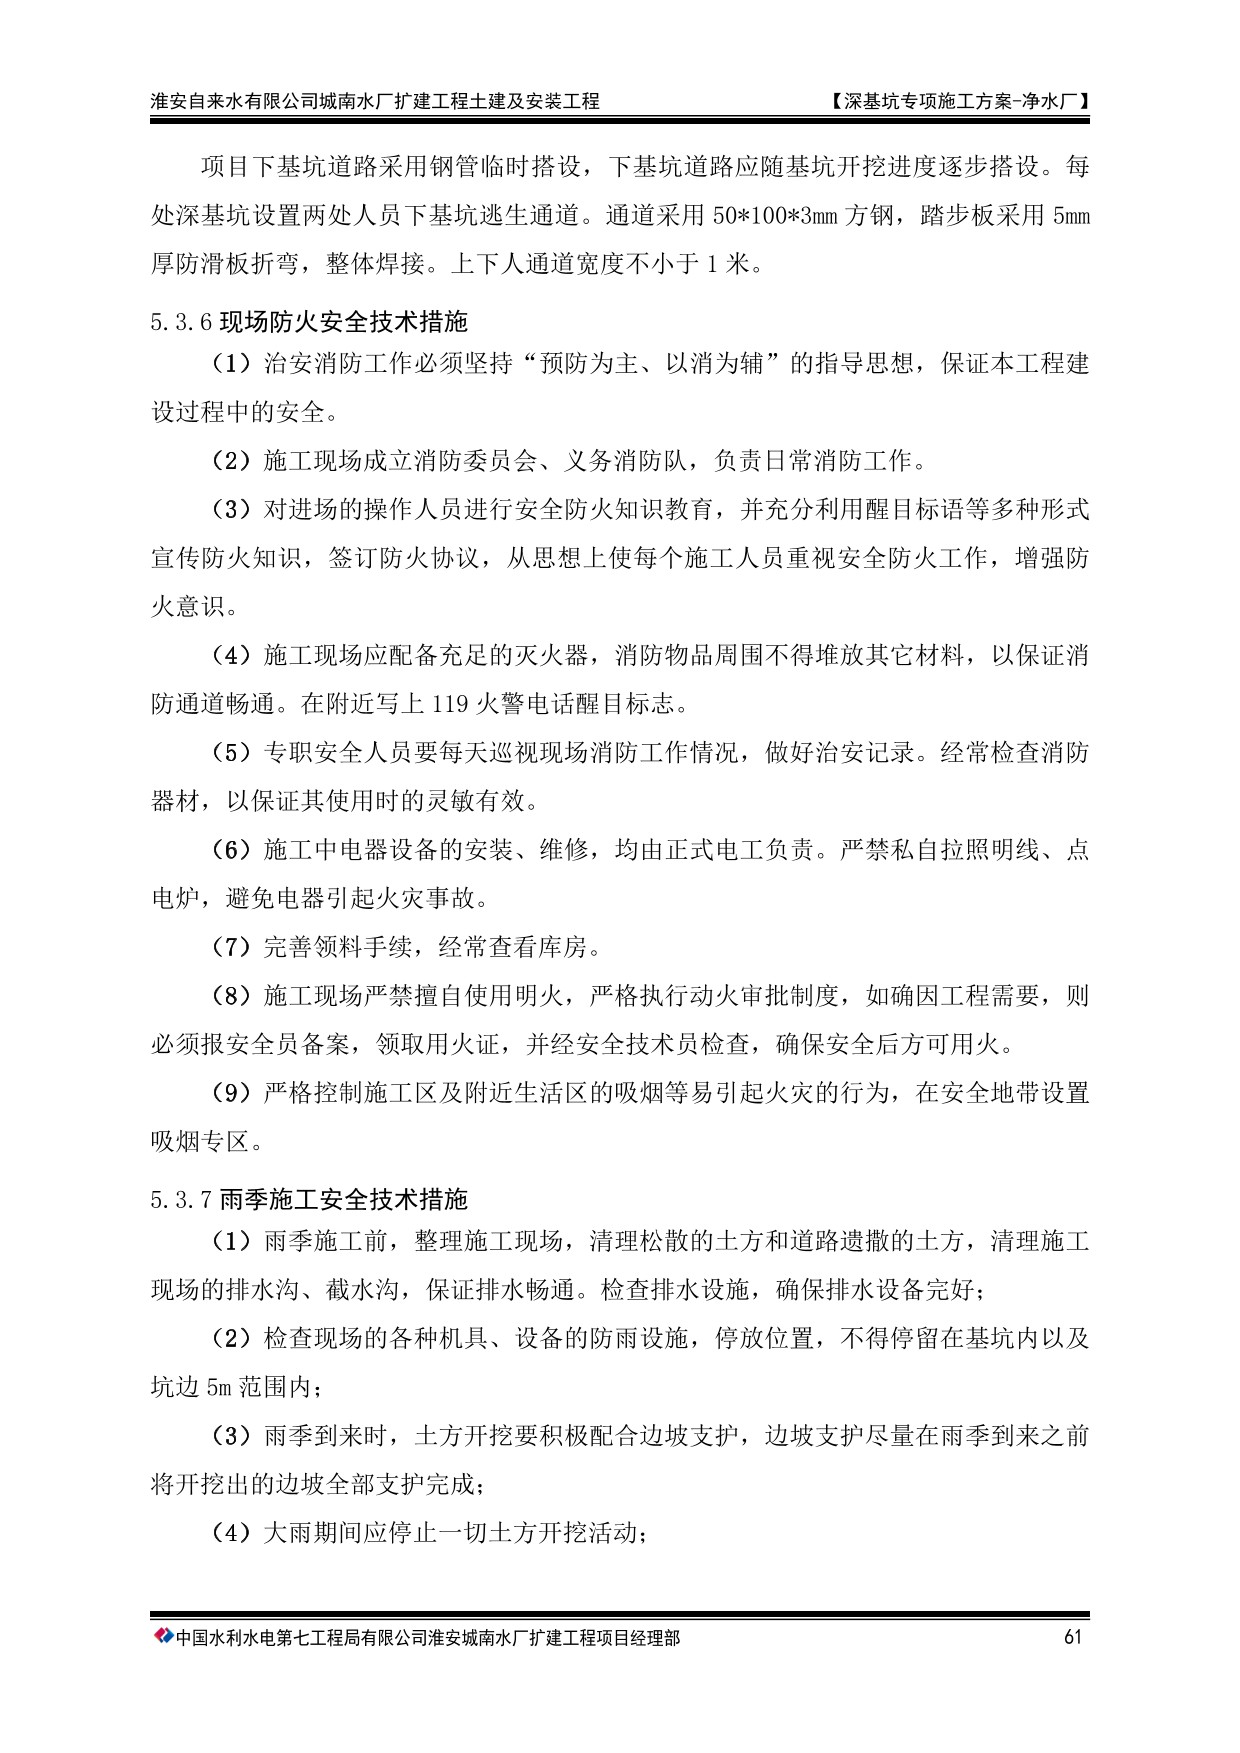 淮安自来水有限公司城南水厂扩建工程土建及安装工程 【深基坑专项施工方案-净水厂】
项目下基坑道路采用钢管临时搭设，下基坑道路应随基坑开挖进度逐步搭设。每
处深基坑设置两处人员下基坑逃生通道。通道采用 50*100*3mm 方钢，踏步板采用 5mm
厚防滑板折弯，整体焊接。上下人通道宽度不小于 1 米。
5.3.6 现场防火安全技术措施
（1）治安消防工作必须坚持“预防为主、以消为辅”的指导思想，保证本工程建
设过程中的安全。
（2）施工现场成立消防委员会、义务消防队，负责日常消防工作。
（3）对进场的操作人员进行安全防火知识教育，并充分利用醒目标语等多种形式
宣传防火知识，签订防火协议，从思想上使每个施工人员重视安全防火工作，增强防
火意识。
（4）施工现场应配备充足的灭火器，消防物品周围不得堆放其它材料，以保证消
防通道畅通。在附近写上 119 火警电话醒目标志。
（5）专职安全人员要每天巡视现场消防工作情况，做好治安记录。经常检查消防
器材，以保证其使用时的灵敏有效。
（6）施工中电器设备的安装、维修，均由正式电工负责。严禁私自拉照明线、点
电炉，避免电器引起火灾事故。
（7）完善领料手续，经常查看库房。
（8）施工现场严禁擅自使用明火，严格执行动火审批制度，如确因工程需要，则
必须报安全员备案，领取用火证，并经安全技术员检查，确保安全后方可用火。
（9）严格控制施工区及附近生活区的吸烟等易引起火灾的行为，在安全地带设置
吸烟专区。
5.3.7 雨季施工安全技术措施
（1）雨季施工前，整理施工现场，清理松散的土方和道路遗撒的土方，清理施工
现场的排水沟、截水沟，保证排水畅通。检查排水设施，确保排水设备完好；
（2）检查现场的各种机具、设备的防雨设施，停放位置，不得停留在基坑内以及
坑边 5m 范围内；
（3）雨季到来时，土方开挖要积极配合边坡支护，边坡支护尽量在雨季到来之前
将开挖出的边坡全部支护完成；
（4）大雨期间应停止一切土方开挖活动；
中国水利水电第七工程局有限公司淮安城南水厂扩建工程项目经理部 61